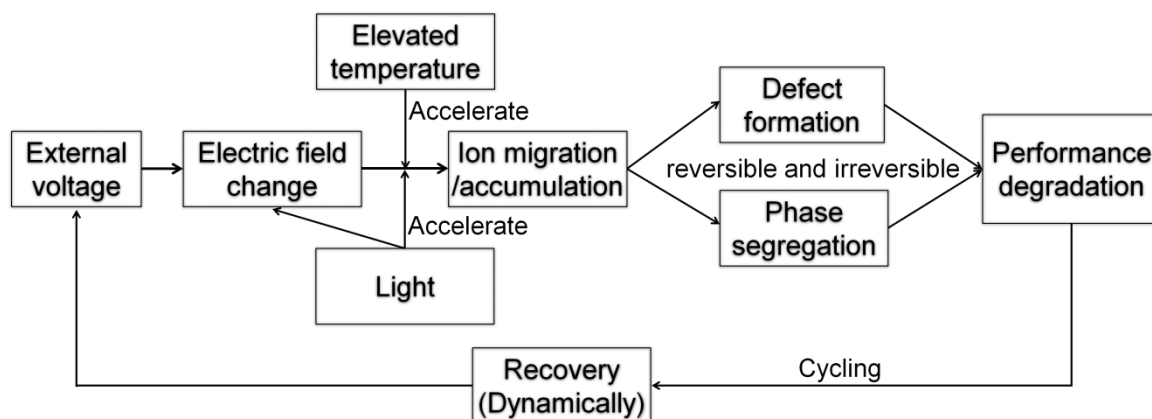 Elevated
temperature
Accelerate
External
voltage
Electric field
change
Ion migration
/accumulation
Defect
formation
reversible and irreversible
Phase
segregation
Performance
degradation
Accelerate
Light
Cycling
Recovery
(Dynamically)